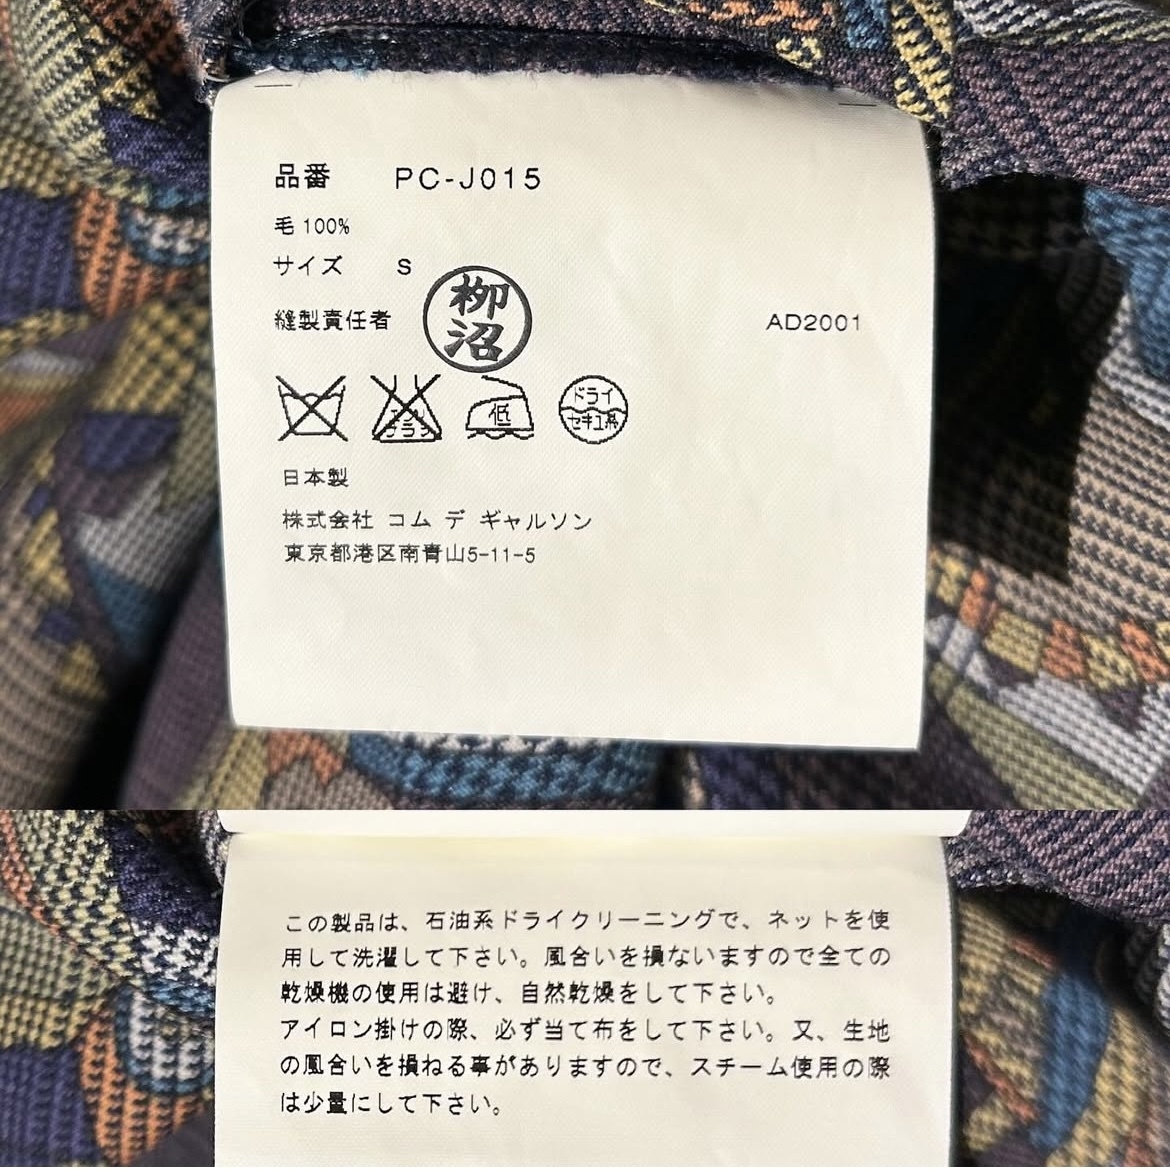 品番 PC-J015
毛 100%
サイズ S
縫製責任者 柳沼 AD2001
エンソサラシ 低 ドライ セキユ系
日本製
株式会社 コム デ ギャルソン
東京都港区南青山5-11-5
この製品は、石油系ドライクリーニングで、ネットを使
用して洗濯して下さい。風合いを損ないますので全ての
乾燥機の使用は避け、自然乾燥をして下さい。
アイロン掛けの際、必ず当て布をして下さい。又、生地
の風合いを損ねる事がありますので、スチーム使用の際
は少量にして下さい。